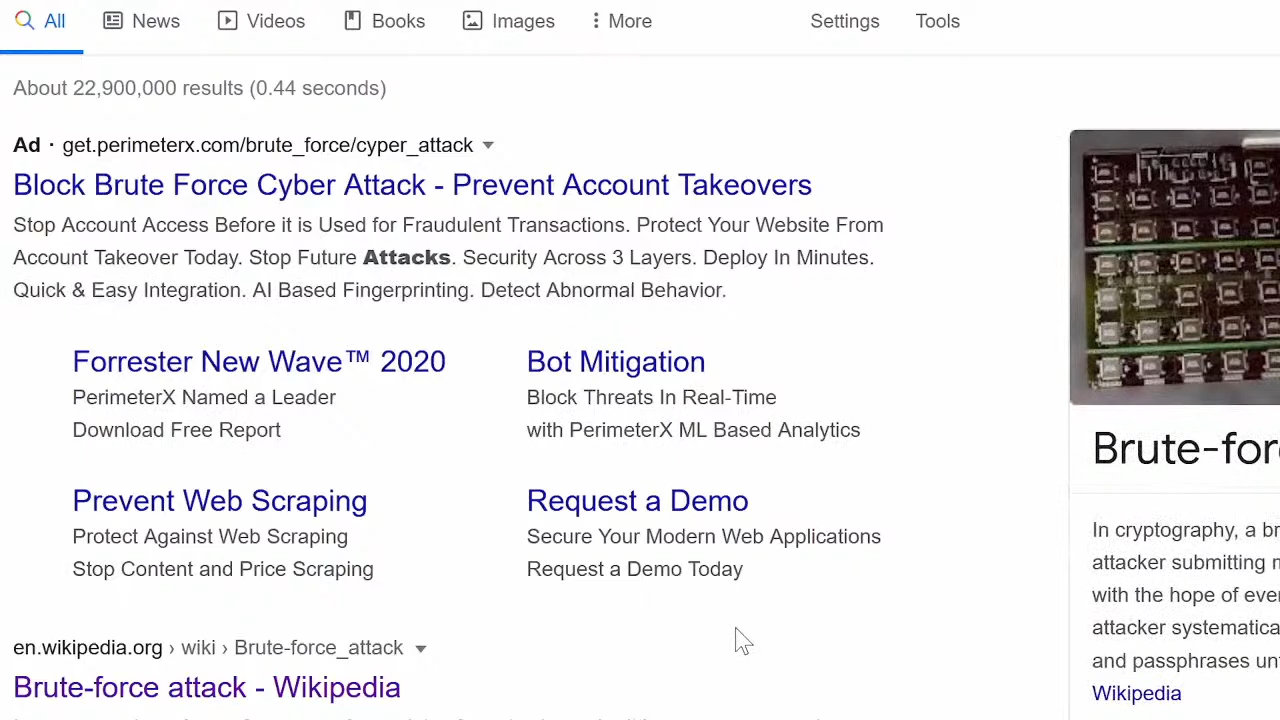 All News Videos Books Images More Settings Tools
About 22,900,000 results (0.44 seconds)
Ad · get.perimeterx.com/brute_force/cyper_attack
Block Brute Force Cyber Attack - Prevent Account Takeovers
Stop Account Access Before it is Used for Fraudulent Transactions. Protect Your Website From
Account Takeover Today. Stop Future Attacks. Security Across 3 Layers. Deploy In Minutes.
Quick & Easy Integration. AI Based Fingerprinting. Detect Abnormal Behavior.
Forrester New Wave™ 2020
PerimeterX Named a Leader
Download Free Report
Bot Mitigation
Block Threats In Real-Time
with PerimeterX ML Based Analytics
Prevent Web Scraping
Protect Against Web Scraping
Stop Content and Price Scraping
Request a Demo
Secure Your Modern Web Applications
Request a Demo Today
en.wikipedia.org › wiki › Brute-force_attack
Brute-force attack - Wikipedia
Brute-for
In cryptography, a br
attacker submitting m
with the hope of eve
attacker systematica
and passphrases un
Wikipedia